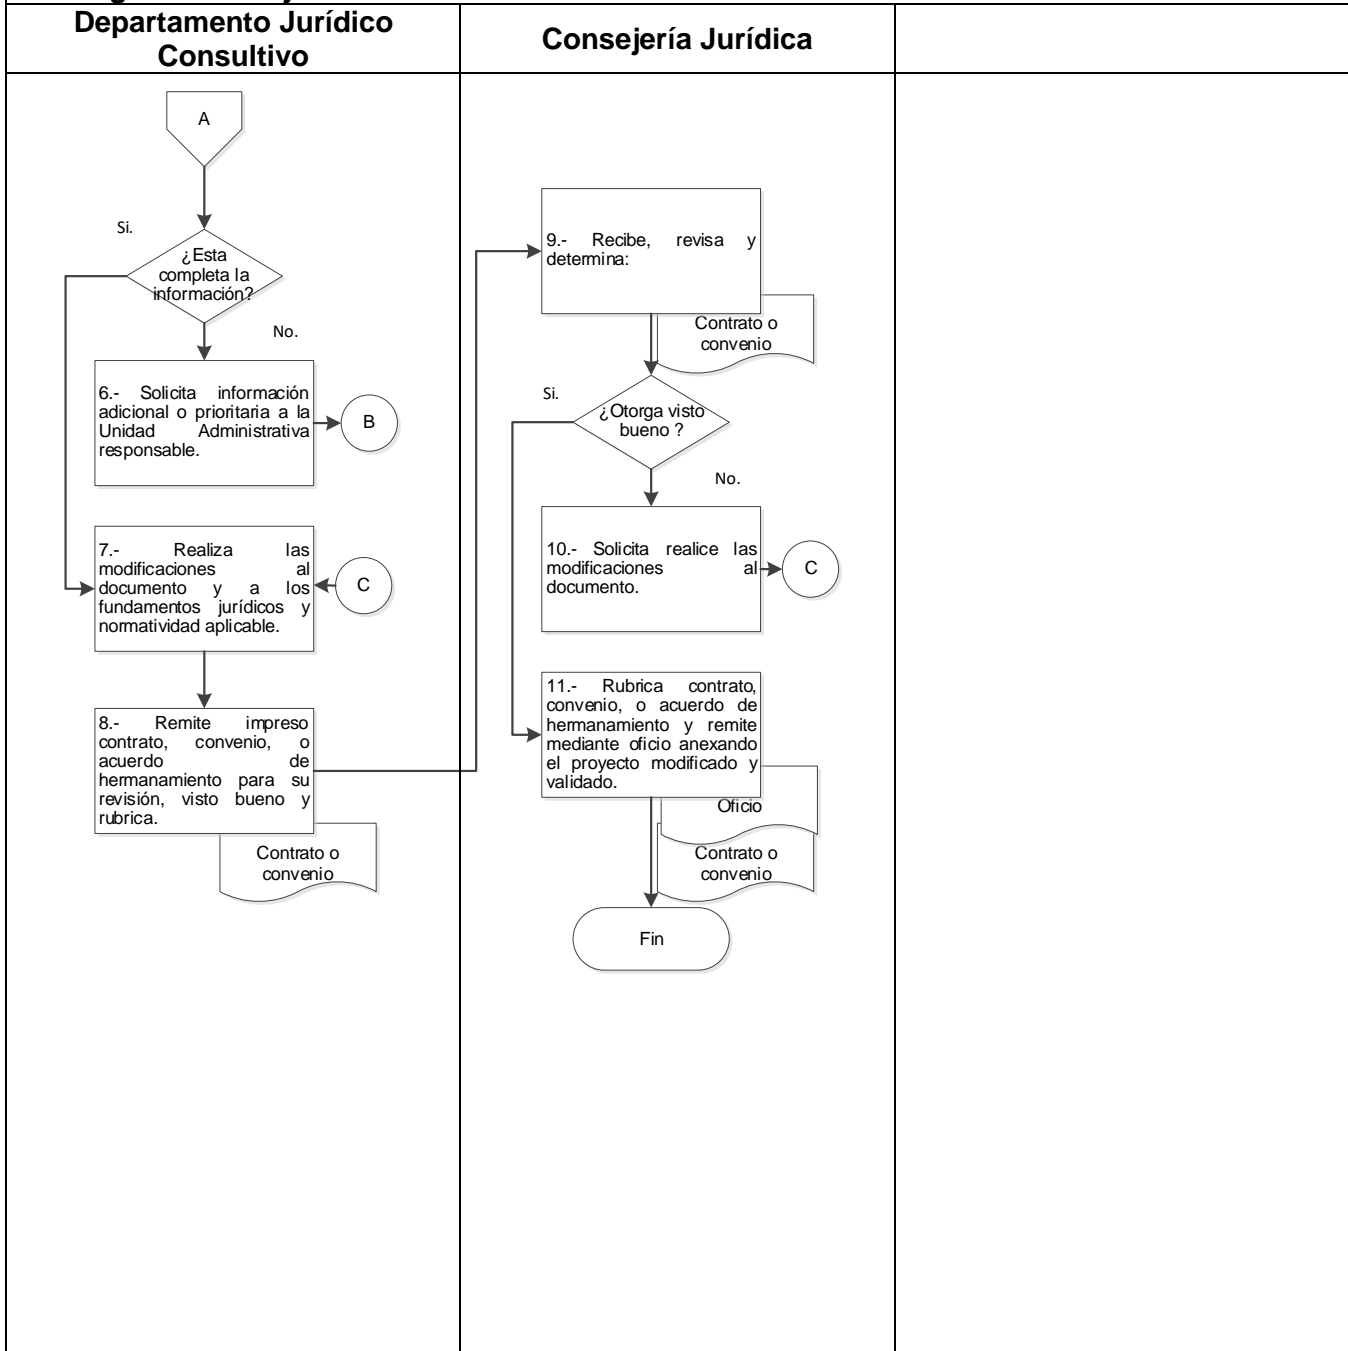 Departamento Jurídico
Consultivo
Consejería Jurídica
A
Si.
¿Esta
completa la
información?
No.
6.- Solicita información
adicional o prioritaria a la
Unidad Administrativa
responsable.
B
7.- Realiza las
modificaciones al
documento y a los
fundamentos jurídicos y
normatividad aplicable.
C
8.- Remite impreso
contrato, convenio, o
acuerdo de
hermanamiento para su
revisión, visto bueno y
rubrica.
Contrato o
convenio
9.- Recibe, revisa y
determina:
Contrato o
convenio
Si.
¿Otorga visto
bueno ?
No.
10.- Solicita realice las
modificaciones al
documento.
C
11.- Rubrica contrato,
convenio, o acuerdo de
hermanamiento y remite
mediante oficio anexando
el proyecto modificado y
validado.
Oficio
Contrato o
convenio
Fin